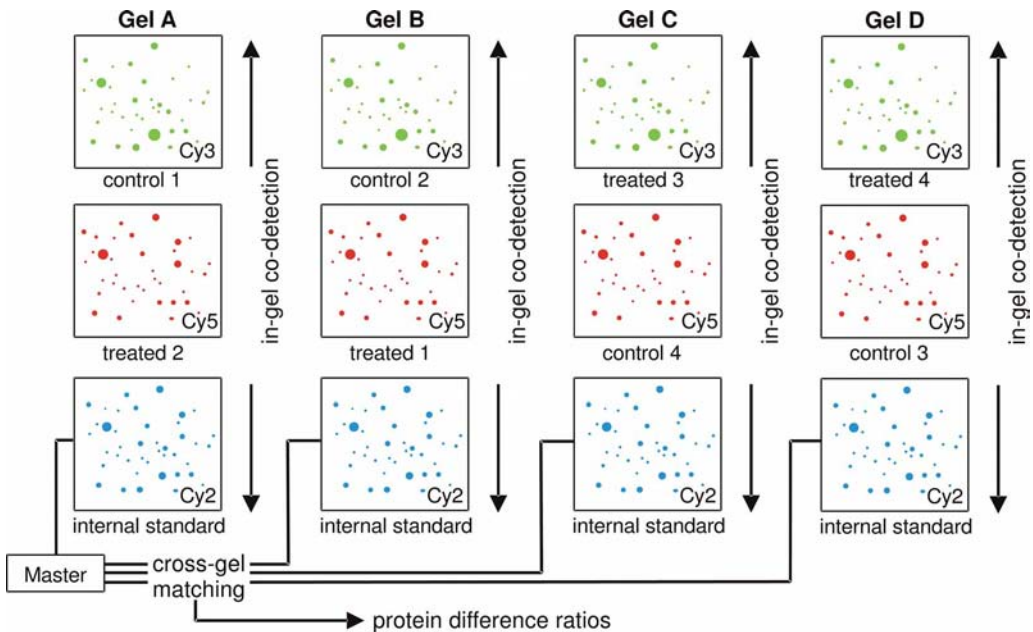 Gel A
Gel B
Gel C
Gel D
Cy3
Cy3
Cy3
Cy3
control 1
control 2
treated 3
treated 4
in-gel co-detection
in-gel co-detection
in-gel co-detection
in-gel co-detection
Cy5
Cy5
Cy5
Cy5
treated 2
treated 1
control 4
control 3
Cy2
Cy2
Cy2
Cy2
internal standard
internal standard
internal standard
internal standard
Master
cross-gel
matching
protein difference ratios